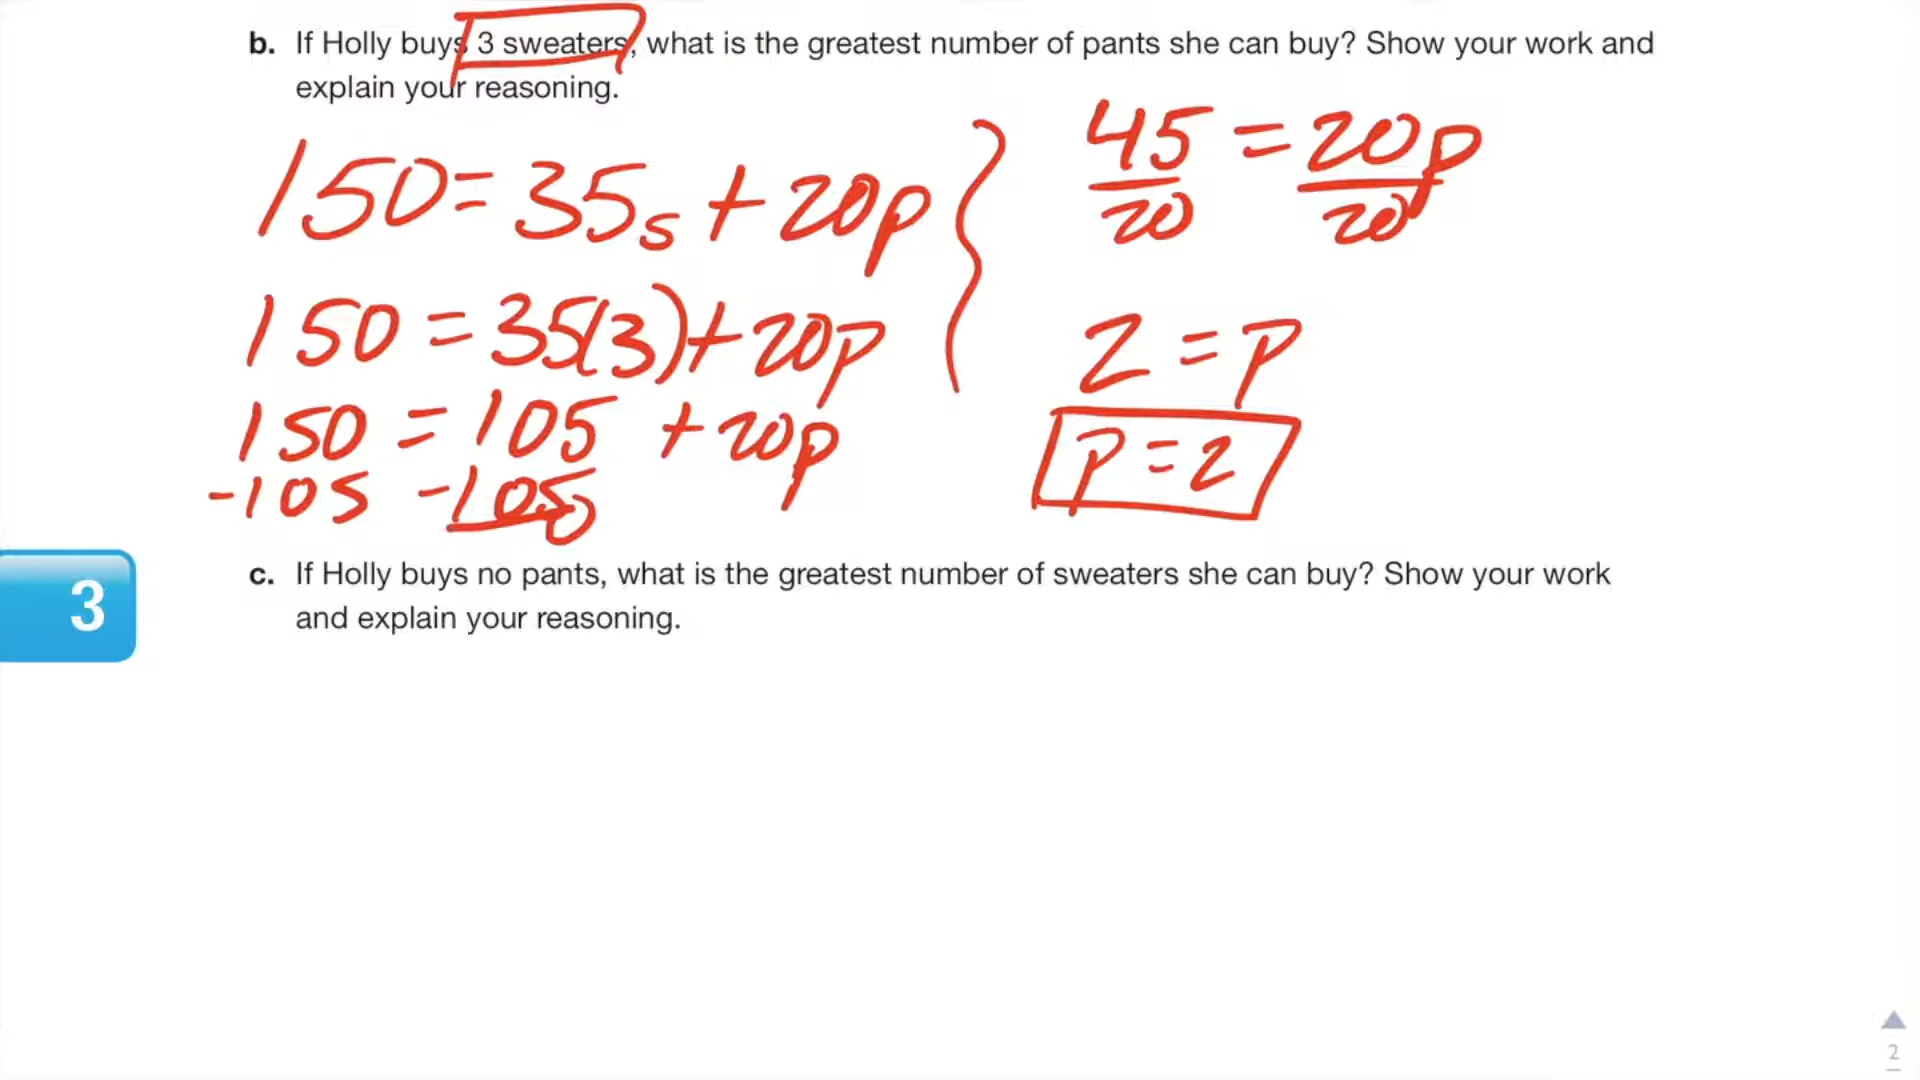 b. If Holly buys 3 sweaters, what is the greatest number of pants she can buy? Show your work and
explain your reasoning.
150 = 35s + 20p
150 = 35(3) + 20p
150 = 105 + 20p
-105 -105
0
45 = 20p
20 20
2 = p
p = 2
3
c. If Holly buys no pants, what is the greatest number of sweaters she can buy? Show your work
and explain your reasoning.
2